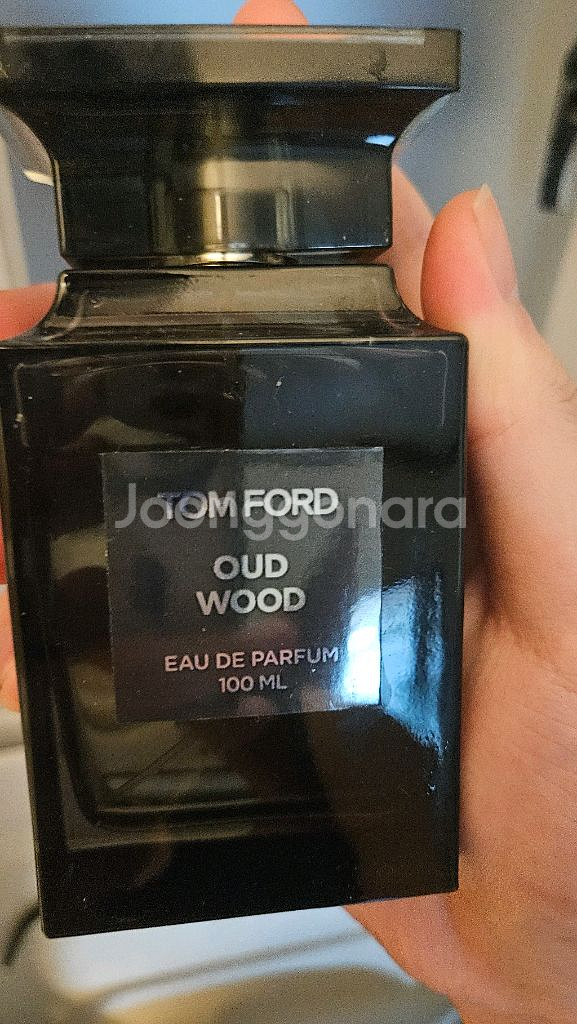 TOM FORD
Joonggonara
OUD
WOOD
EAU DE PARFUM
100 ML